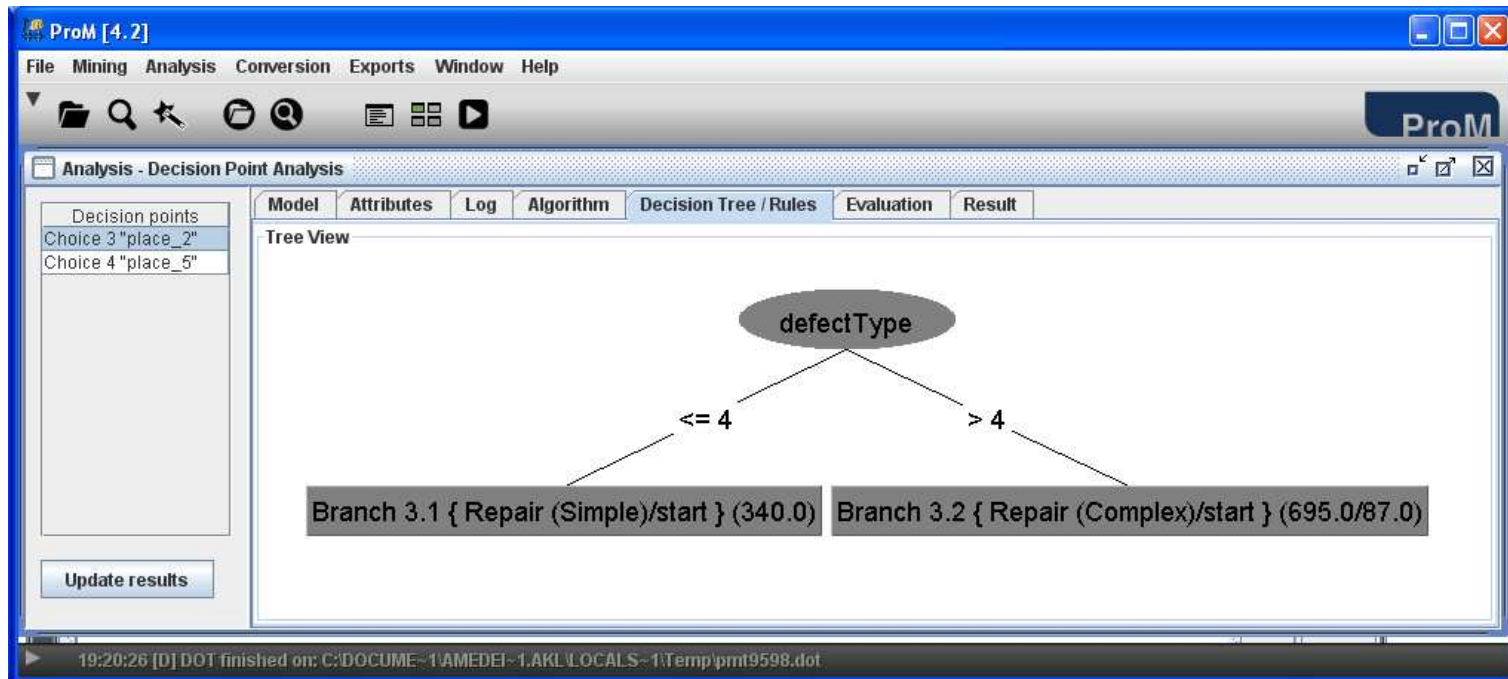 ProM [4.2]
File Mining Analysis Conversion Exports Window Help
ProM
Analysis - Decision Point Analysis
Decision points
Choice 3 "place_2"
Choice 4 "place_5"
Update results
Model Attributes Log Algorithm Decision Tree / Rules Evaluation Result
Tree View
defectType
<= 4 > 4
Branch 3.1 { Repair (Simple)/start } (340.0) Branch 3.2 { Repair (Complex)/start } (695.0/87.0)
19:20:26 [D] DOT finished on: C:\DOCUME~1\AMEDEI~1.AKL\LOCALS~1\Temp\pmt9598.dot